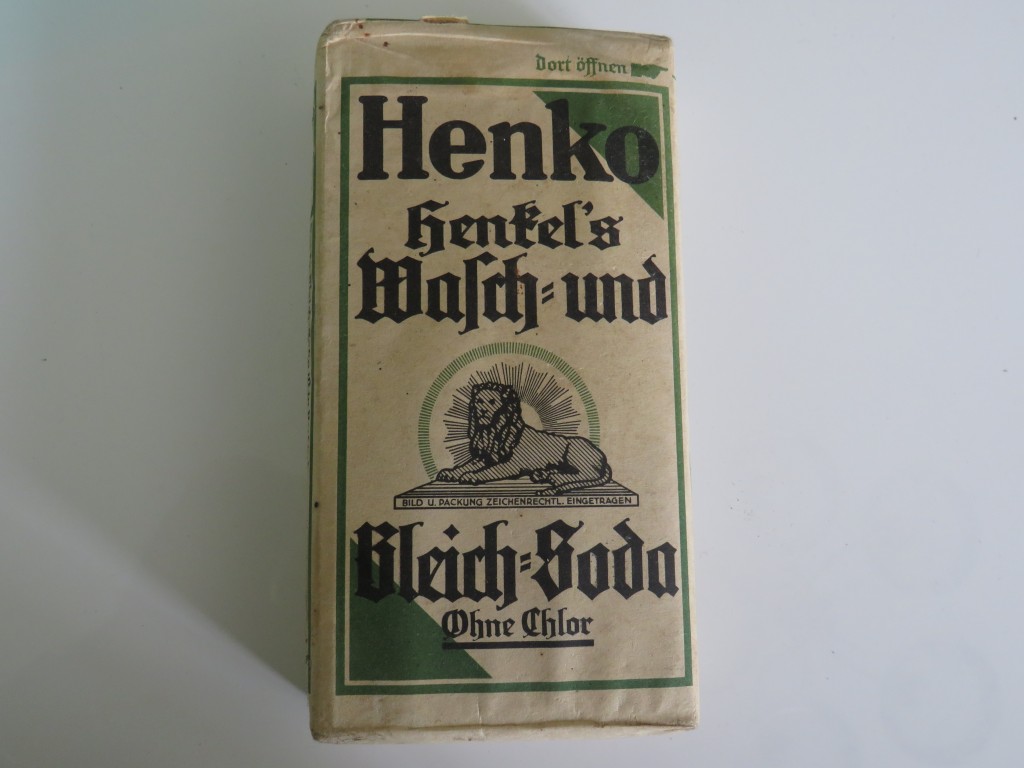 Dort öffnen
Henko
Henkel's
Waſch= und
BILD U. PACKUNG ZEICHENRECHTL. EINGETRAGEN
Bleich=Soda
Ohne Chlor